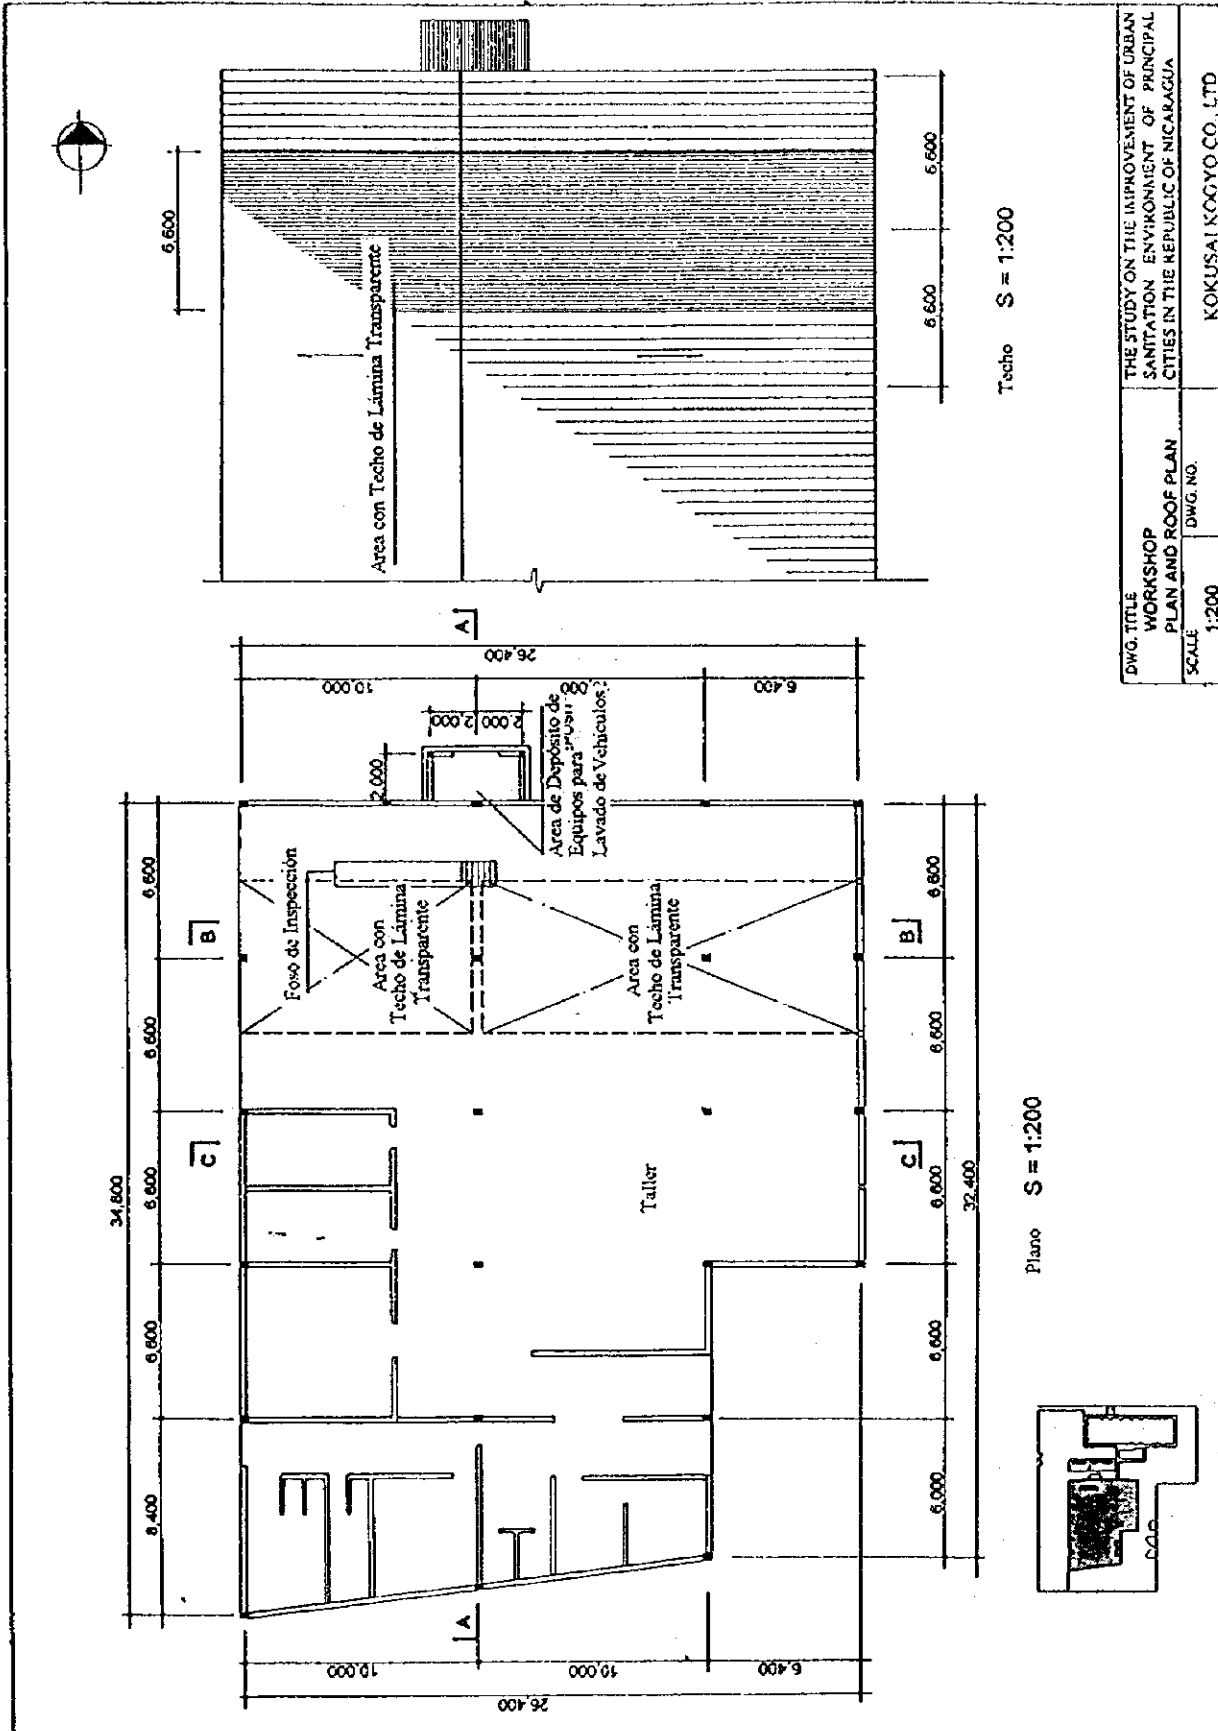 34,800
8,400
6,600
6,600
6,600
6,600
B
C
A
A
10,000
10,000
6,400
26,400
Foso de Inspección
Area con
Techo de Lámina
Transparente
Area con
Techo de Lámina
Transparente
Taller
2,000
2,000
2,000
Area de Depósito de
Equipos para
Lavado de Vehículos
10,000
6,400
26,400
B
C
6,000
6,600
6,600
6,600
6,600
32,400
Plano S = 1:200
6,600
Area con Techo de Lámina Transparente
6,600
6,600
Techo S = 1:200
DWG. TITLE
WORKSHOP
PLAN AND ROOF PLAN
SCALE
1:200
DWG. NO.
THE STUDY ON THE IMPROVEMENT OF URBAN
SANITATION ENVIRONMENT OF PRINCIPAL
CITIES IN THE REPUBLIC OF NICARAGUA
KOKUSAI KOGYO CO., LTD